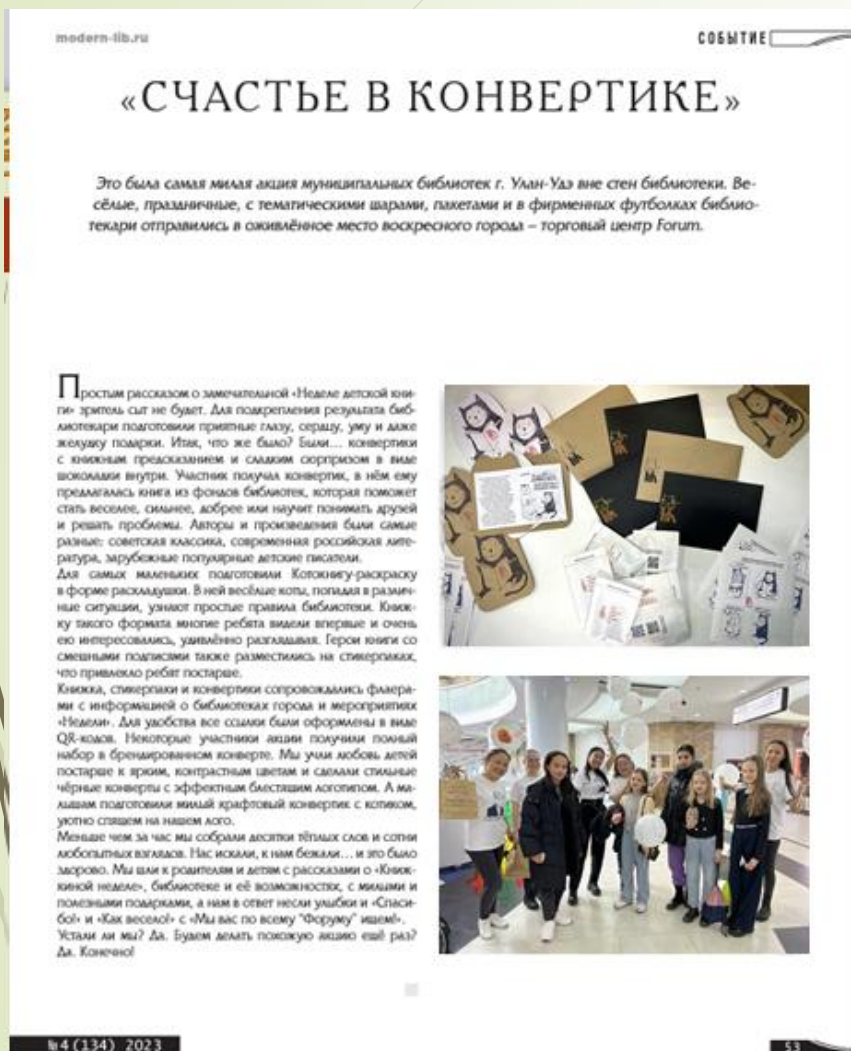 modern-lib.ru
СОБЫТИЕ
«СЧАСТЬЕ В КОНВЕРТИКЕ»
Это была самая милая акция муниципальных библиотек г. Улан-Удэ вне стен библиотеки. Ве-
сёлые, праздничные, с тематическими шарами, пакетами и в фирменных футболках библио-
текари отправились в оживлённое место воскресного города – торговый центр Forum.
Простым рассказом о замечательной «Неделе детской кни-
ги» зритель сыт не будет. Для подкрепления результата биб-
лиотекари подготовили приятные глазу, сердцу, уму и даже
желудку подарки. Итак, что же было? Были... конвертики
с книжным предсказанием и сладким сюрпризом в виде
шоколадки внутри. Участник получал конвертик, в нём ему
предлагалась книга из фондов библиотек, которая поможет
стать веселее, сильнее, добрее или научит понимать друзей
и решать проблемы. Авторы и произведения были самые
разные: советская классика, современная российская лите-
ратура, зарубежные популярные детские писатели.
Для самых маленьких подготовили Котокнигу-раскраску
в форме раскладушки. В ней весёлые коты, попадая в различ-
ные ситуации, узнают простые правила библиотеки. Книж-
ку такого формата многие ребята видели впервые и очень
ею интересовались, удивлённо разглядывая. Герои книги со
смешными подписями также разместились на стикерпаках,
что привлекло ребят постарше.
Книжка, стикерпаки и конвертики сопровождались флаера-
ми с информацией о библиотеках города и мероприятиях
«Недели». Для удобства все ссылки были оформлены в виде
QR-кодов. Некоторые участники акции получили полный
набор в брендированном конверте. Мы учли любовь детей
постарше к ярким, контрастным цветам и сделали стильные
чёрные конверты с эффектным блестящим логотипом. А ма-
лышам подготовили милый крафтовый конвертик с котиком,
уютно спящем на нашем лого.
Меньше чем за час мы собрали десятки тёплых слов и сотни
любопытных взглядов. Нас искали, к нам бежали... и это было
здорово. Мы шли к родителям и детям с рассказами о «Книж-
киной неделе», библиотеке и её возможностях, с милыми и
полезными подарками, а нам в ответ несли улыбки и «Спаси-
бо!» и «Как весело!» с «Мы вас по всему "Форуму" ищем!».
Устали ли мы? Да. Будем делать похожую акцию ещё раз?
Да. Конечно!
№4 (134) 2023
53